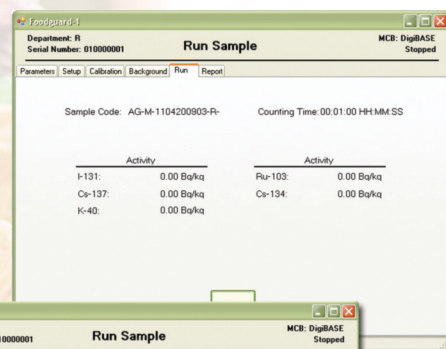 Foodguard-1
Department: R
Serial Number: 010000001
Run Sample
MCB: DigiBASE
Stopped
Parameters Setup Calibration Background Run Report
Sample Code: AG-M-1104200903-R- Counting Time: 00:01:00 HH:MM:SS
Activity Activity
I-131: 0.00 Bq/kg Ru-103: 0.00 Bq/kg
Cs-137: 0.00 Bq/kg Cs-134: 0.00 Bq/kg
K-40: 0.00 Bq/kg
10000001 Run Sample MCB: DigiBASE
Stopped